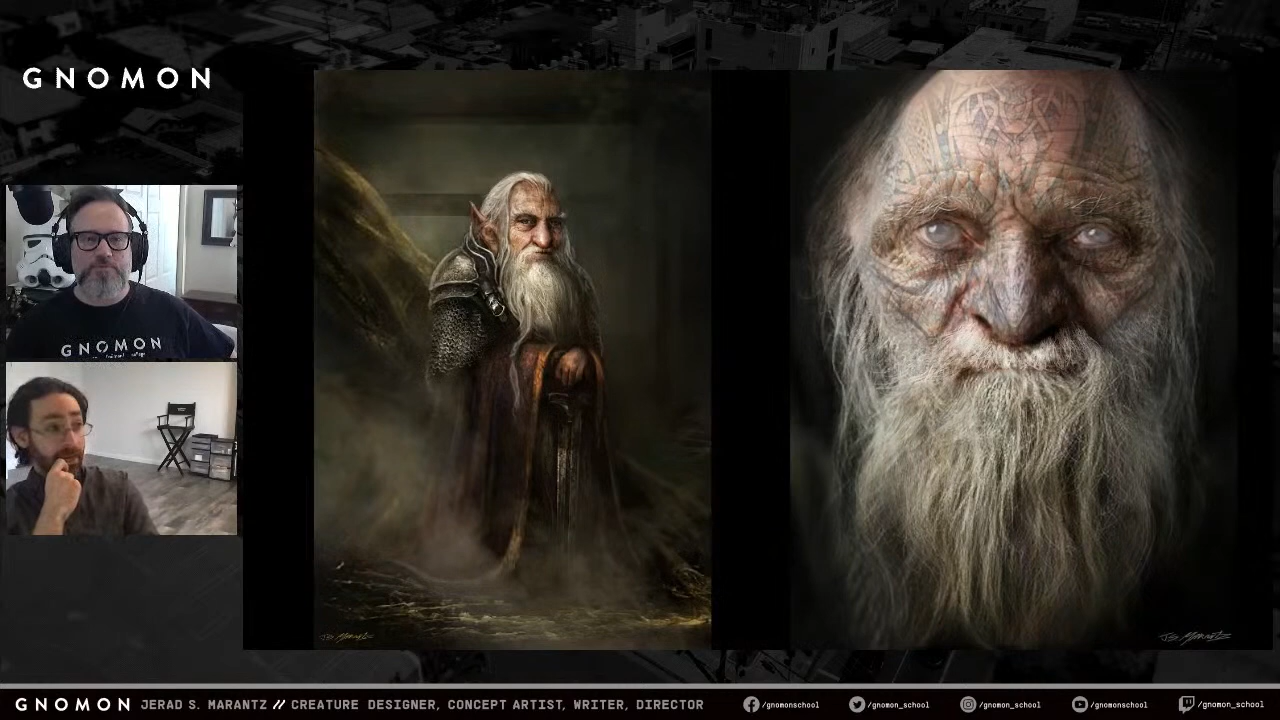 GNOMON
GNOMON
GNOMON JERAD S. MARANTZ // CREATURE DESIGNER, CONCEPT ARTIST, WRITER, DIRECTOR /gnomonschool /gnomon_school /gnomon_school /gnomonschool /gnomon_school